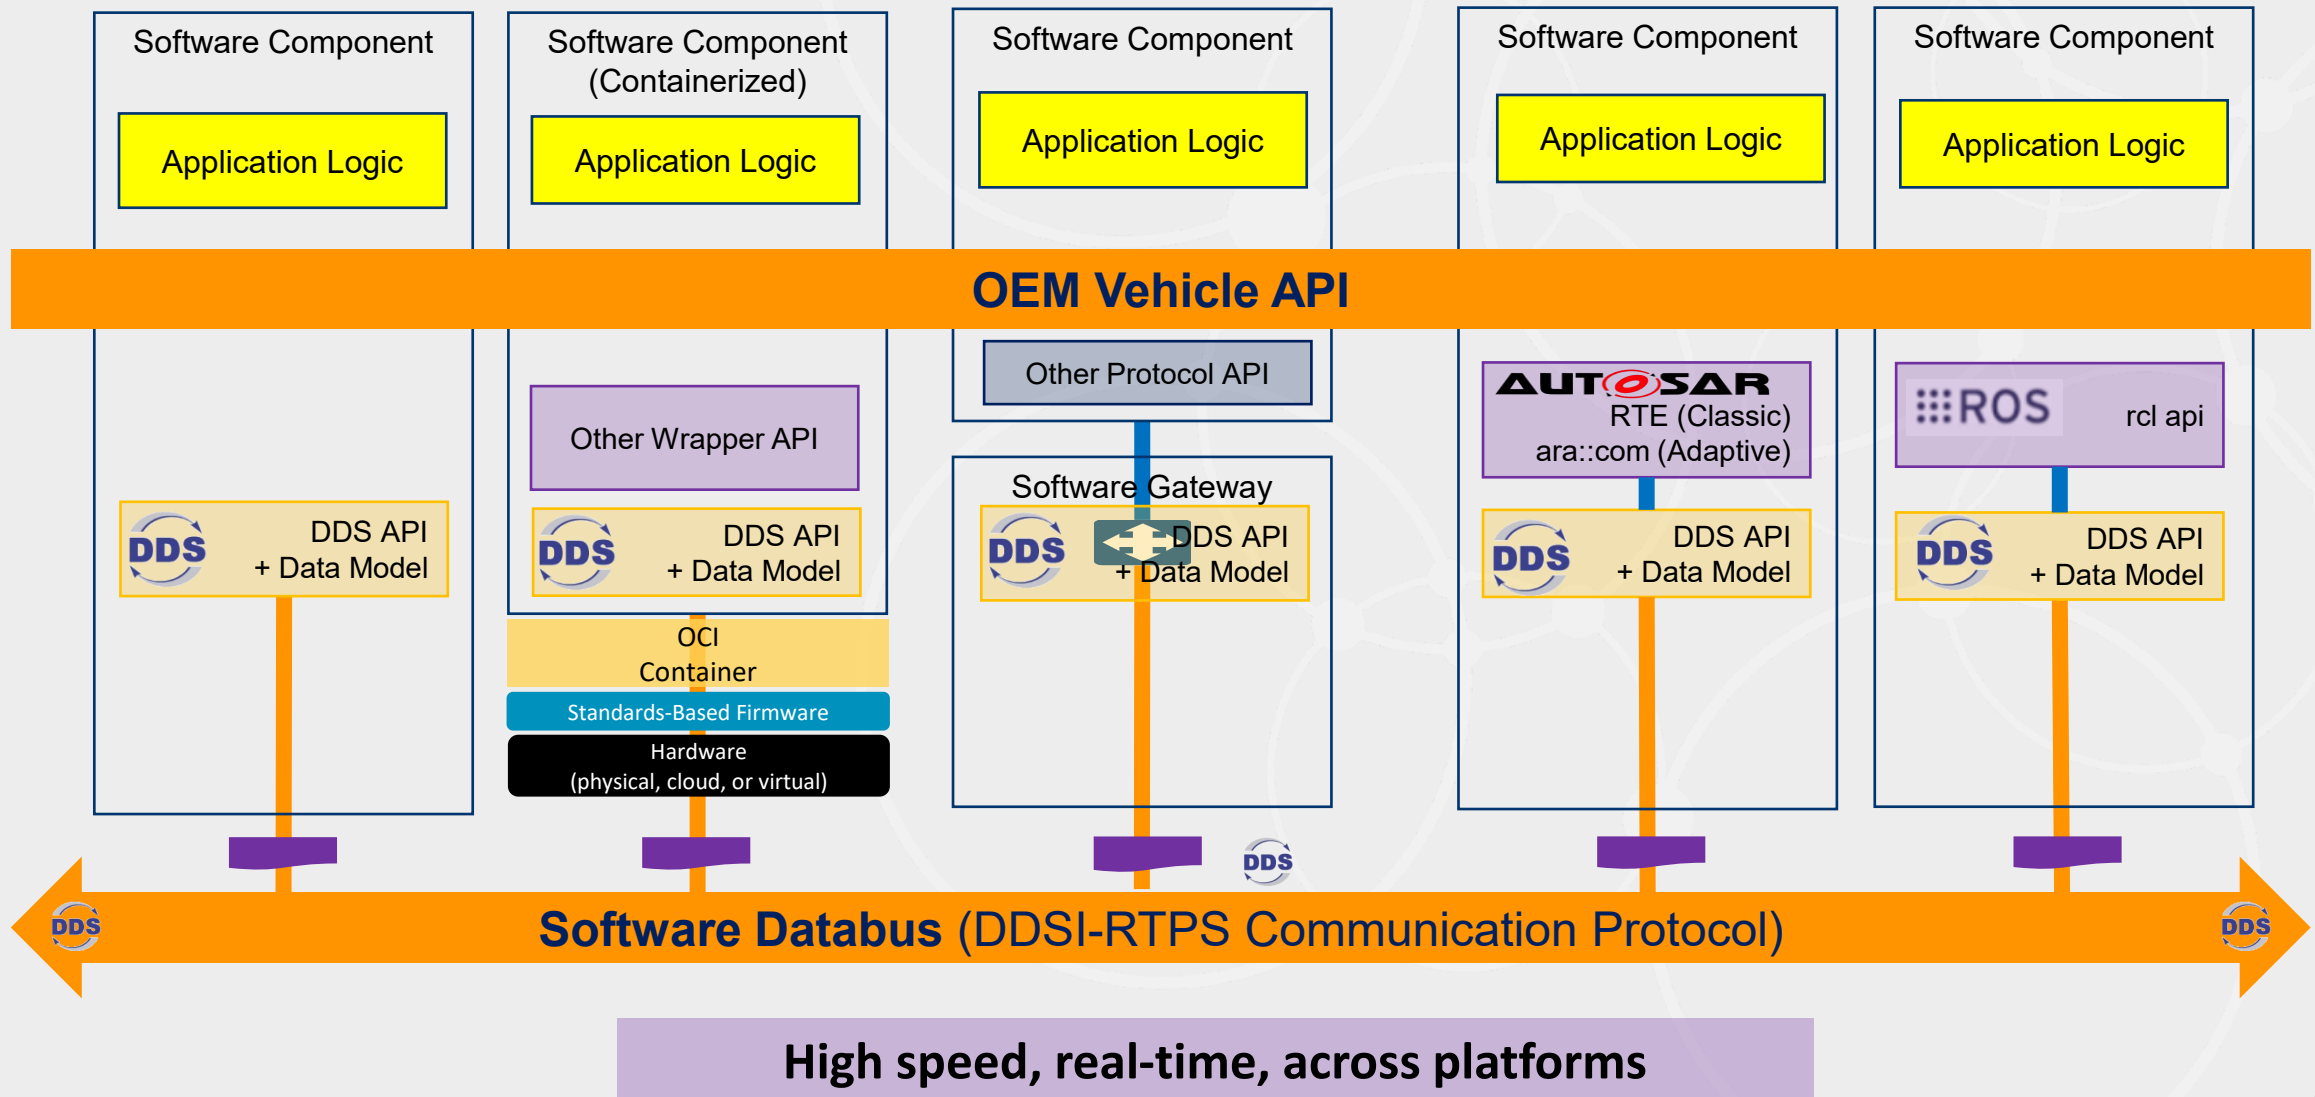 Software Component
Application Logic
Software Component
(Containerized)
Application Logic
Software Component
Application Logic
Software Component
Application Logic
Software Component
Application Logic
OEM Vehicle API
DDS
DDS API
+ Data Model
Other Wrapper API
DDS
DDS API
+ Data Model
OCI
Container
Standards-Based Firmware
Hardware
(physical, cloud, or virtual)
Other Protocol API
Software Gateway
DDS
DDS API
+ Data Model
AUTOSAR
RTE (Classic)
ara::com (Adaptive)
DDS
DDS API
+ Data Model
ROS
rcl api
DDS
DDS API
+ Data Model
DDS
DDS
Software Databus (DDSI-RTPS Communication Protocol)
DDS
High speed, real-time, across platforms